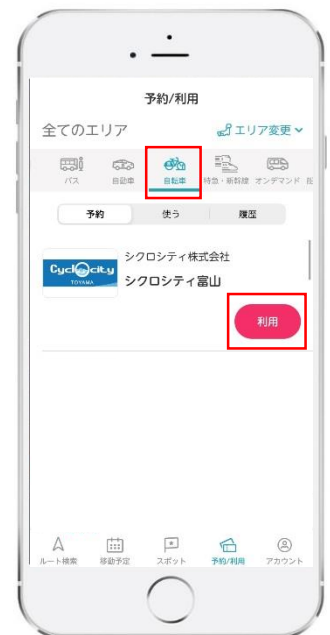 予約/利用
全てのエリア エリア変更
バス 自動車 自転車 特急・新幹線 オンデマンド
予約 使う 履歴
シクロシティ株式会社
Cyclocity
TOYAMA
シクロシティ富山
利用
ルート検索 移動予定 スポット 予約/利用 アカウント